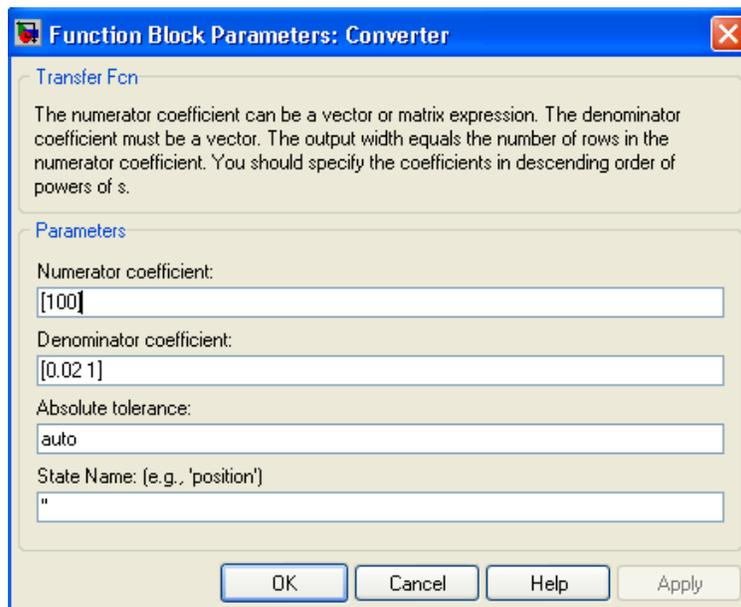 Function Block Parameters: Converter
Transfer Fcn
The numerator coefficient can be a vector or matrix expression. The denominator
coefficient must be a vector. The output width equals the number of rows in the
numerator coefficient. You should specify the coefficients in descending order of
powers of s.
Parameters
Numerator coefficient:
[100]
Denominator coefficient:
[0.02 1]
Absolute tolerance:
auto
State Name: (e.g., 'position')
''
OK Cancel Help Apply